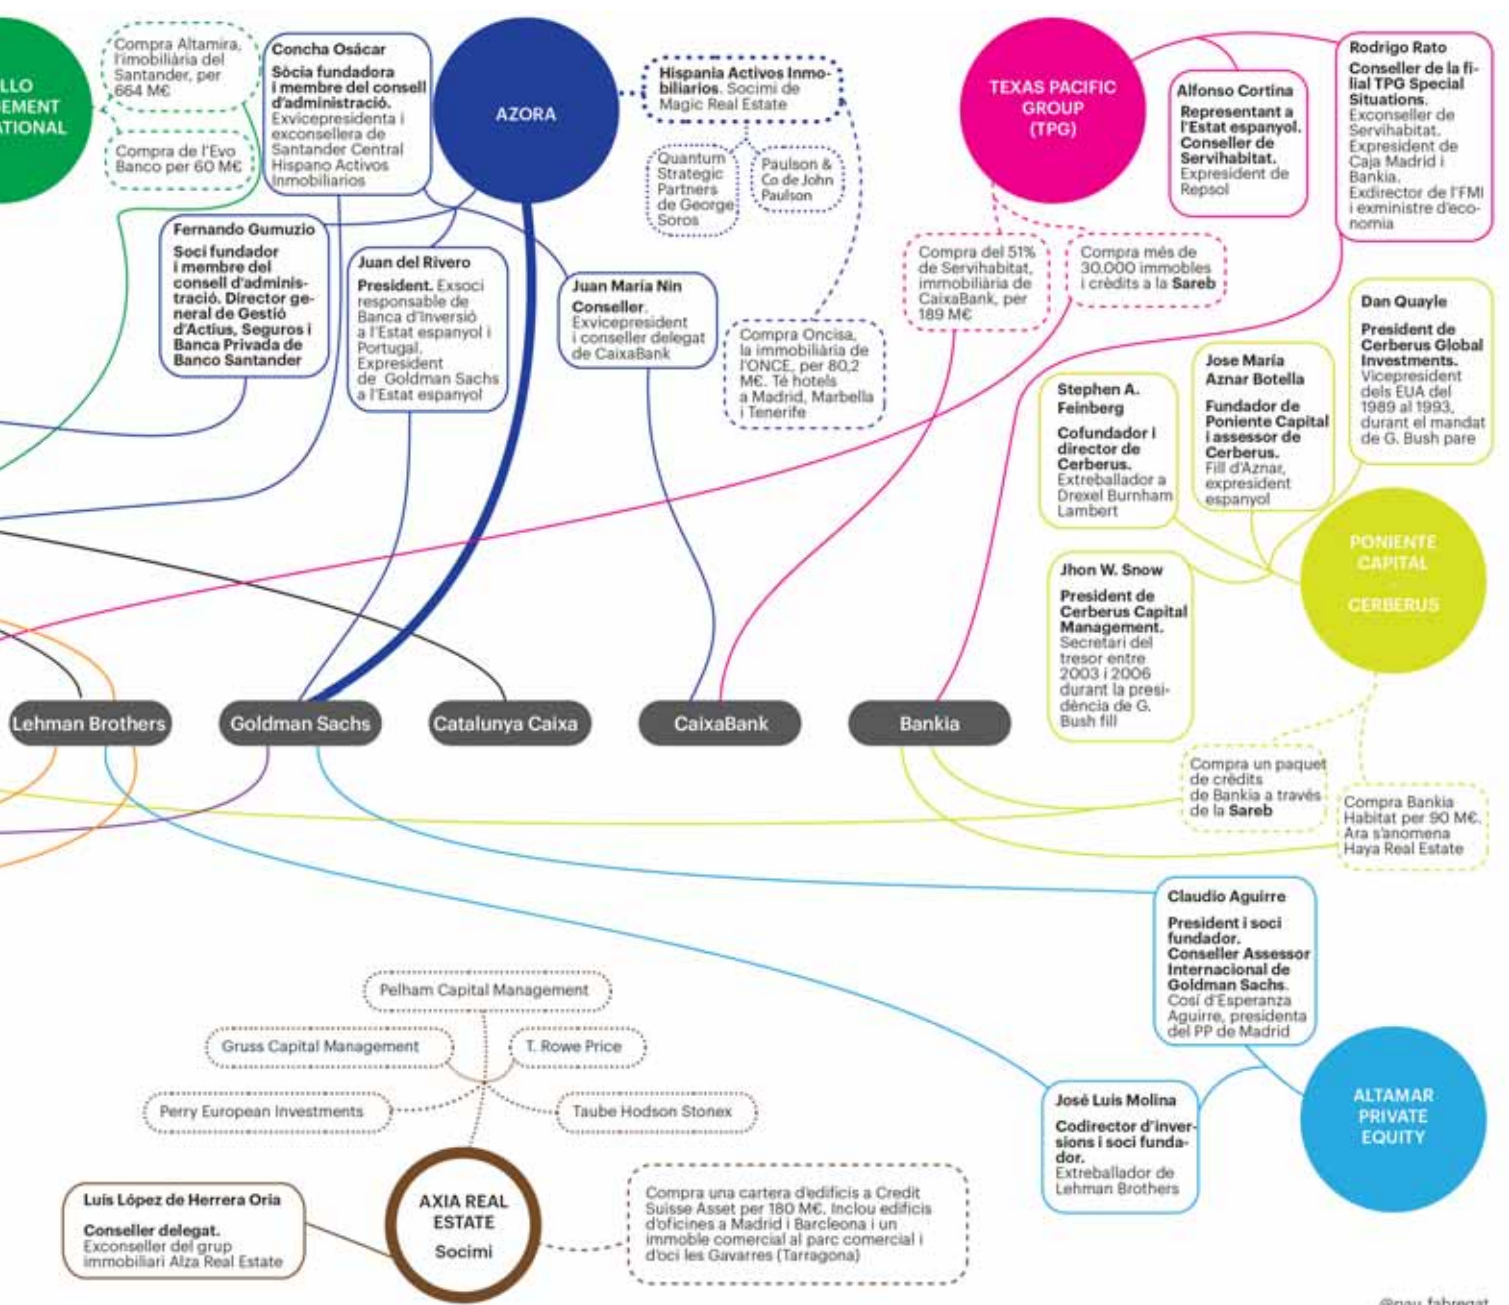 LLO
GEMENT
ATIONAL
Compra Altamira,
l'imobiliària del
Santander, per
664 M€
Compra de l'Evo
Banco per 60 M€
Concha Osácar
Sòcia fundadora
i membre del consell
d'administració.
Exvicepresidenta i
exconsellera de
Santander Central
Hispano Activos
Inmobiliarios
AZORA
Hispania Activos Inmo-
biliarios. Socimi de
Magic Real Estate
Quantum
Strategic
Partners
de George
Soros
Paulson &
Co de John
Paulson
TEXAS PACIFIC
GROUP
(TPG)
Alfonso Cortina
Representant a
l'Estat espanyol.
Conseller de
Servihabitat.
Expresident de
Repsol
Rodrigo Rato
Conseller de la fi-
lial TPG Special
Situations.
Exconseller de
Servihabitat.
Expresident de
Caja Madrid i
Bankia.
Exdirector de l'FMI
i exministre d'eco-
nomia
Fernando Gumuzio
Soci fundador
i membre del
consell d'adminis-
tració. Director ge-
neral de Gestió
d'Actius, Seguros i
Banca Privada de
Banco Santander
Juan del Rivero
President. Exsoci
responsable de
Banca d'Inversió
a l'Estat espanyol i
Portugal.
Expresident
de Goldman Sachs
a l'Estat espanyol
Juan María Nin
Conseller.
Exvicepresident
i conseller delegat
de CaixaBank
Compra Oncisa,
la immobiliària de
l'ONCE, per 80,2
M€. Té hotels
a Madrid, Marbella
i Tenerife
Compra del 51%
de Servihabitat,
immobiliària de
CaixaBank, per
189 M€
Compra més de
30.000 immobles
i crèdits a la Sareb
Dan Quayle
President de
Cerberus Global
Investments.
Vicepresident
dels EUA del
1989 al 1993,
durant el mandat
de G. Bush pare
Jose María
Aznar Botella
Fundador de
Poniente Capital
i assessor de
Cerberus.
Fill d'Aznar,
expresident
espanyol
Stephen A.
Feinberg
Cofundador i
director de
Cerberus.
Extreballador a
Drexel Burnham
Lambert
PONIENTE
CAPITAL
-
CERBERUS
Jhon W. Snow
President de
Cerberus Capital
Management.
Secretari del
tresor entre
2003 i 2006
durant la presi-
dència de G.
Bush fill
Lehman Brothers
Goldman Sachs
Catalunya Caixa
CaixaBank
Bankia
Compra un paquet
de crèdits
de Bankia a través
de la Sareb
Compra Bankia
Habitat per 90 M€.
Ara s'anomena
Haya Real Estate
Claudio Aguirre
President i soci
fundador.
Conseller Assessor
Internacional de
Goldman Sachs.
Cosí d'Esperanza
Aguirre, presidenta
del PP de Madrid
José Luis Molina
Codirector d'inver-
sions i soci funda-
dor.
Extreballador de
Lehman Brothers
ALTAMAR
PRIVATE
EQUITY
Pelham Capital Management
Gruss Capital Management
T. Rowe Price
Perry European Investments
Taube Hodson Stonex
Luís López de Herrera Oria
Conseller delegat.
Exconseller del grup
immobiliari Alza Real Estate
AXIA REAL
ESTATE
Socimi
Compra una cartera d'edificis a Credit
Suisse Asset per 180 M€. Inclou edificis
d'oficines a Madrid i Barcleona i un
immoble comercial al parc comercial i
d'oci les Gavarres (Tarragona)
@pau_fabregat